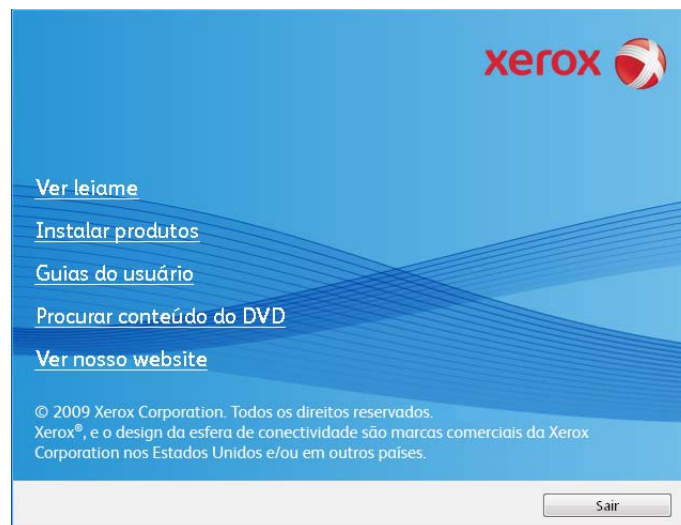 xerox
Ver leiame
Instalar produtos
Guias do usuário
Procurar conteúdo do DVD
Ver nosso website
© 2009 Xerox Corporation. Todos os direitos reservados.
Xerox®, e o design da esfera de conectividade são marcas comerciais da Xerox
Corporation nos Estados Unidos e/ou em outros países.
Sair